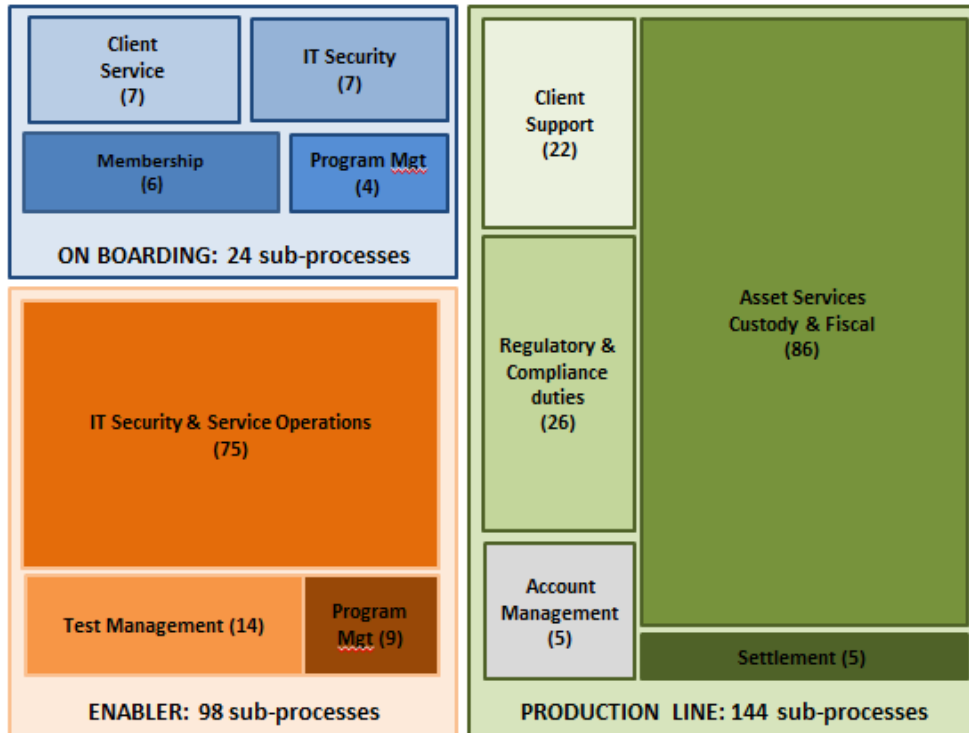 Client
Service
(7)
IT Security
(7)
Membership
(6)
Program Mgt
(4)
ON BOARDING: 24 sub-processes
IT Security & Service Operations
(75)
Test Management (14)
Program
Mgt (9)
ENABLER: 98 sub-processes
Client
Support
(22)
Regulatory &
Compliance
duties
(26)
Account
Management
(5)
Asset Services
Custody & Fiscal
(86)
Settlement (5)
PRODUCTION LINE: 144 sub-processes